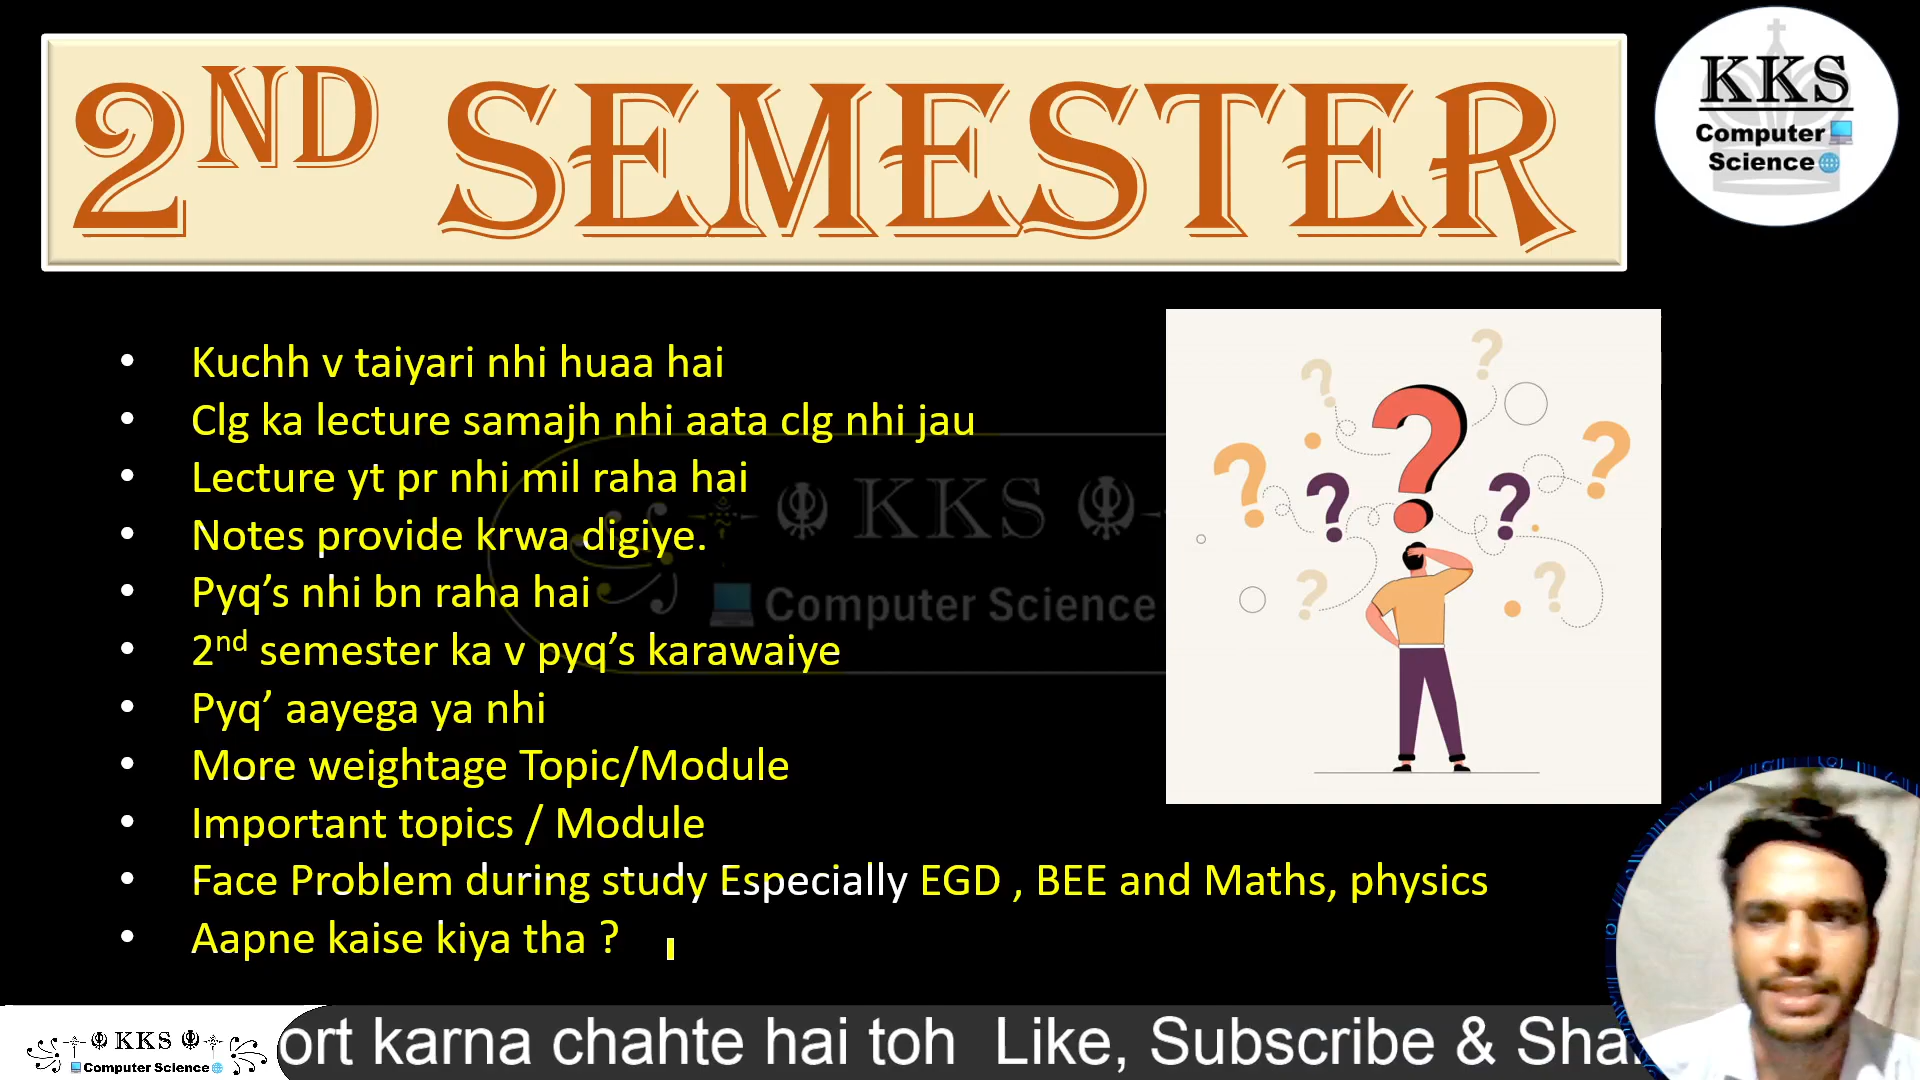 2ND SEMESTER
KKS
Computer
Science
• Kuchh v taiyari nhi huaa hai
• Clg ka lecture samajh nhi aata clg nhi jau
• Lecture yt pr nhi mil raha hai
• Notes provide krwa digiye.
• Pyq’s nhi bn raha hai
• 2nd semester ka v pyq’s karawaiye
• Pyq’ aayega ya nhi
• More weightage Topic/Module
• Important topics / Module
• Face Problem during study Especially EGD , BEE and Maths, physics
• Aapne kaise kiya tha ?
KKS
Computer Science
KKS
Computer Science
ort karna chahte hai toh Like, Subscribe & Sha